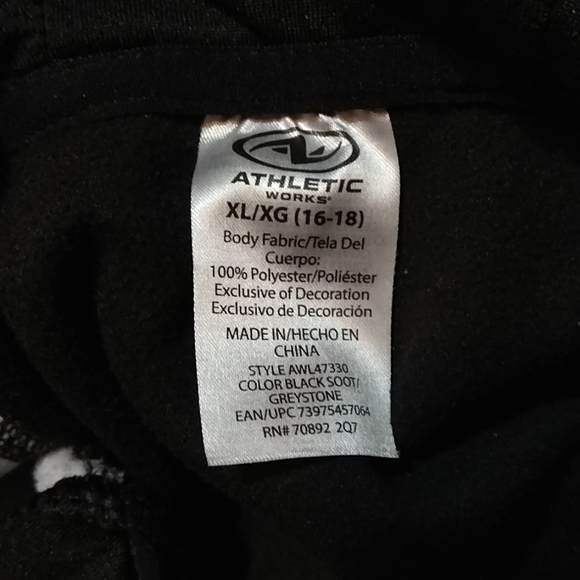 ATHLETIC
WORKS®
XL/XG (16-18)
Body Fabric/Tela Del
Cuerpo:
100% Polyester/Poliéster
Exclusive of Decoration
Exclusivo de Decoración
MADE IN/HECHO EN
CHINA
STYLE AWL47330
COLOR BLACK SOOT/
GREYSTONE
EAN/UPC 73975457064
RN# 70892 2Q7